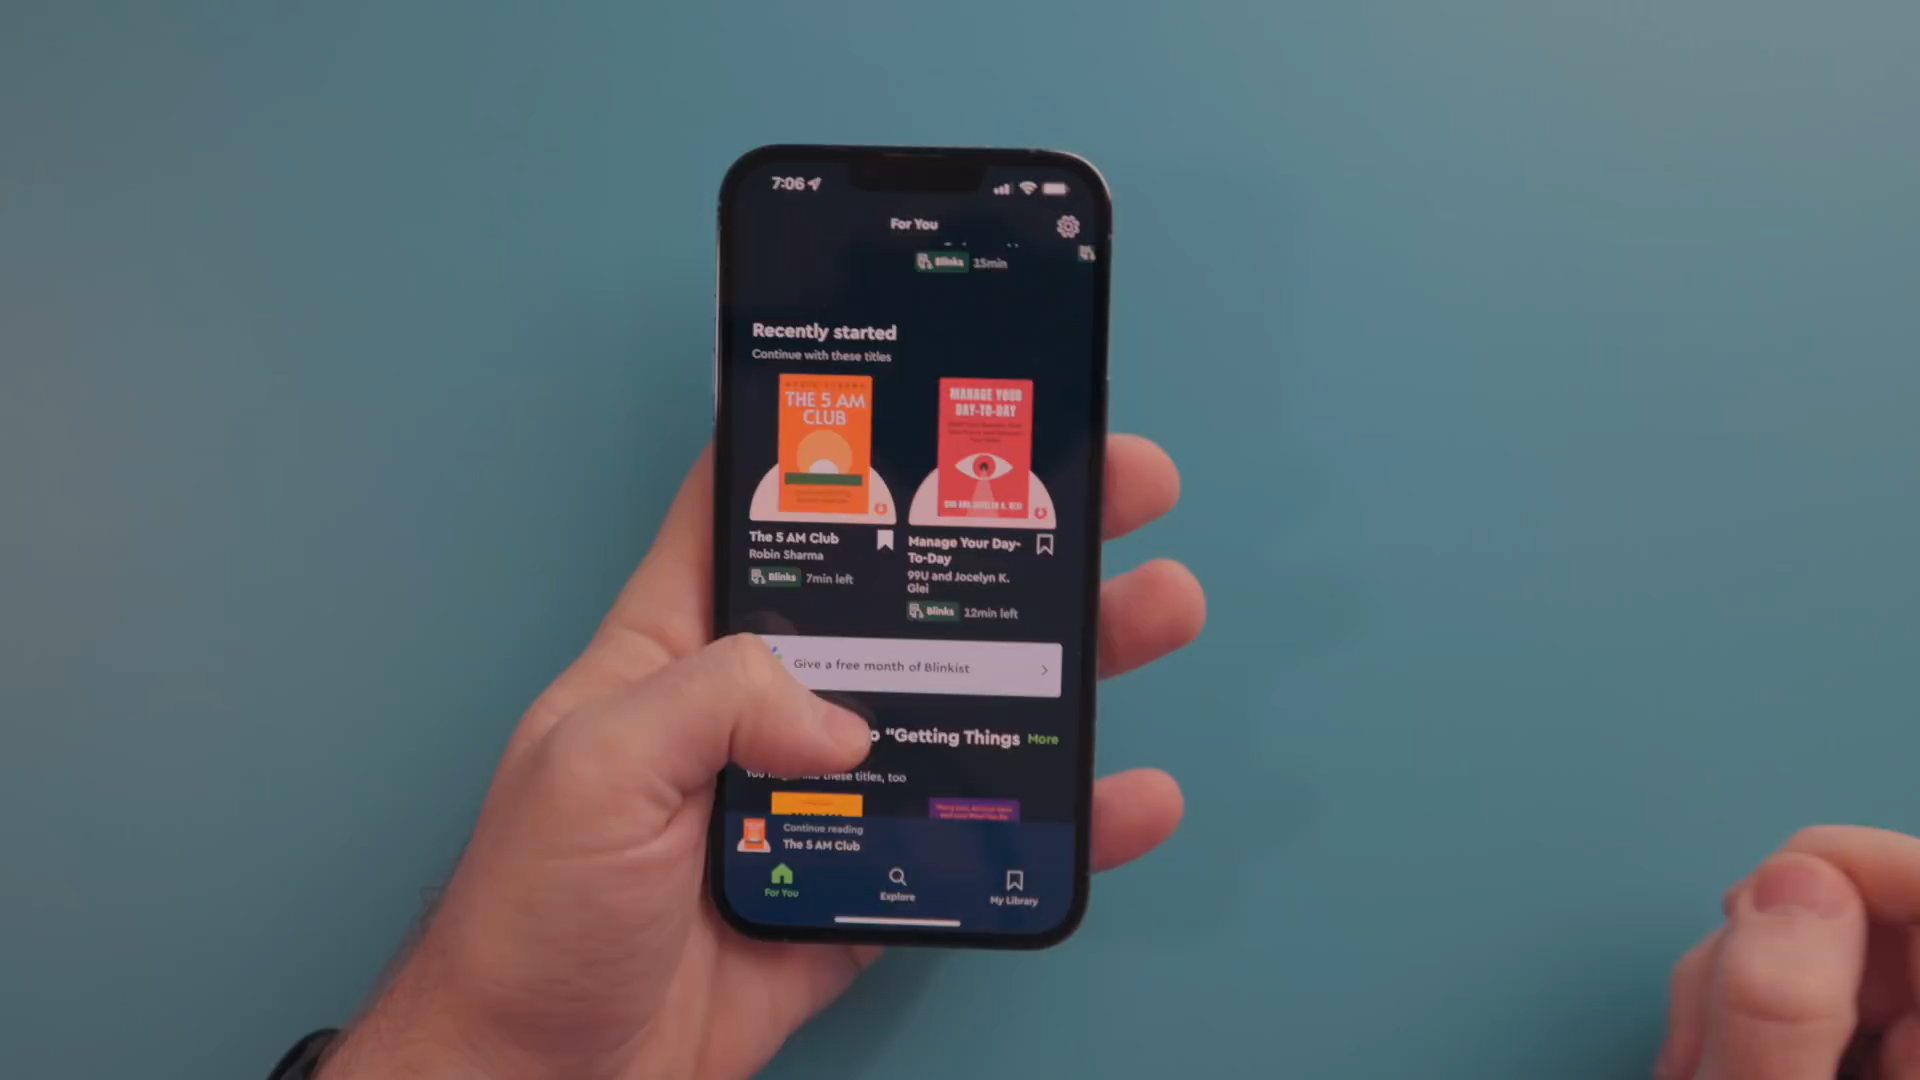 7:06
For You
Blinks 15min
Recently started
Continue with these titles
THE 5 AM
CLUB
MANAGE YOUR
DAY-TO-DAY
The 5 AM Club
Robin Sharma
Blinks 7min left
Manage Your Day-
To-Day
99U and Jocelyn K.
Glei
Blinks 12min left
Give a free month of Blinkist
"Getting Things More
You these titles, too
Continue reading
The 5 AM Club
For You
Explore
My Library